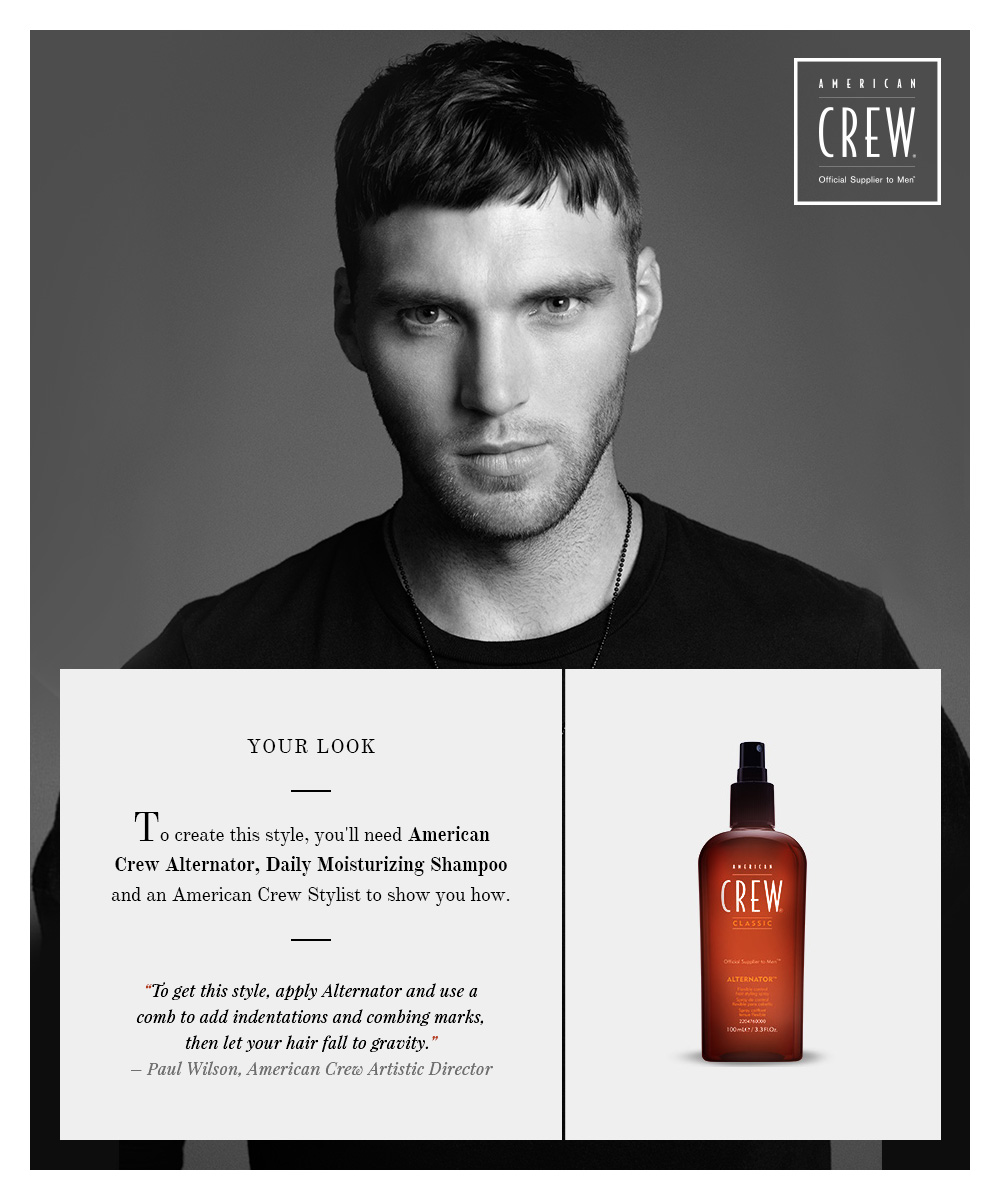 AMERICAN
CREW
Official Supplier to Men®
YOUR LOOK
To create this style, you'll need American
Crew Alternator, Daily Moisturizing Shampoo
and an American Crew Stylist to show you how.
“To get this style, apply Alternator and use a
comb to add indentations and combing marks,
then let your hair fall to gravity.”
– Paul Wilson, American Crew Artistic Director
AMERICAN
CREW
CLASSIC
Official Supplier to Men™
ALTERNATOR™
100 mL ℮ / 3.3 Fl.Oz.